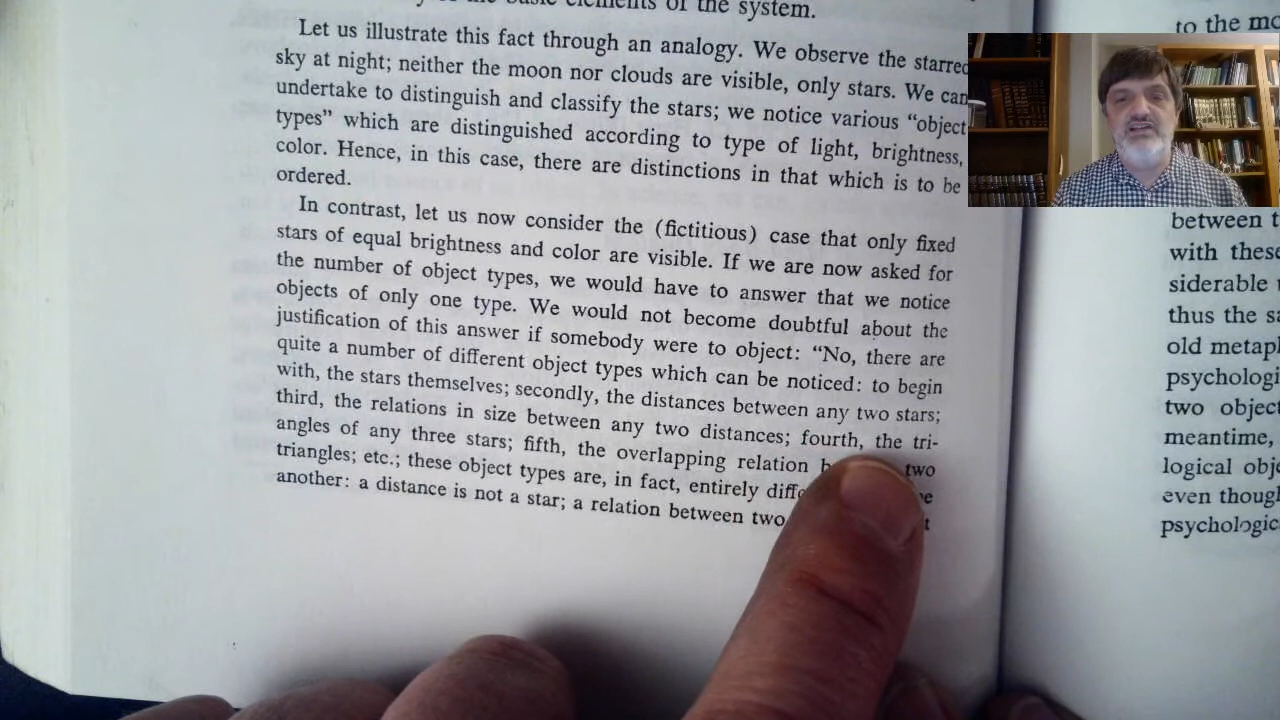 basic elements of the system.
Let us illustrate this fact through an analogy. We observe the starred
sky at night; neither the moon nor clouds are visible, only stars. We can
undertake to distinguish and classify the stars; we notice various “object
types” which are distinguished according to type of light, brightness,
color. Hence, in this case, there are distinctions in that which is to be
ordered.
In contrast, let us now consider the (fictitious) case that only fixed
stars of equal brightness and color are visible. If we are now asked for
the number of object types, we would have to answer that we notice
objects of only one type. We would not become doubtful about the
justification of this answer if somebody were to object: “No, there are
quite a number of different object types which can be noticed: to begin
with, the stars themselves; secondly, the distances between any two stars;
third, the relations in size between any two distances; fourth, the tri-
angles of any three stars; fifth, the overlapping relation two
triangles; etc.; these object types are, in fact, entirely
another: a distance is not a star; a relation between two
to the
between
with these
siderable
thus the
old
two
meantime,
logical
even though